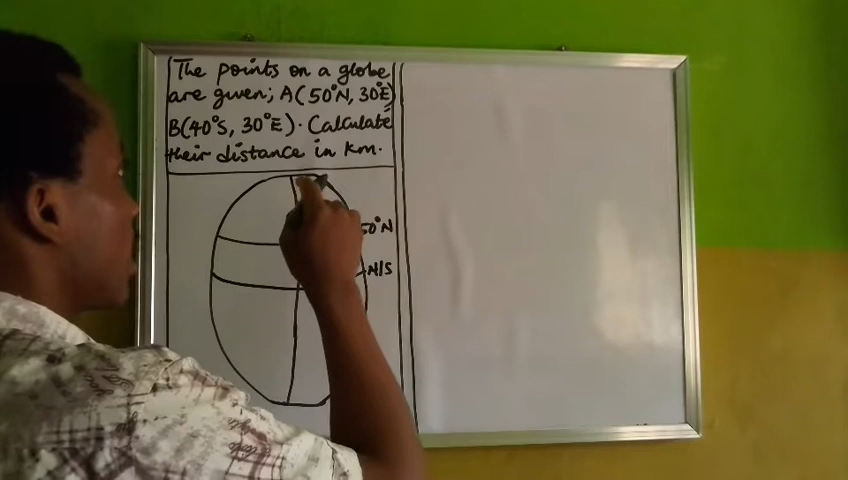 The points on a globe
are given; A(50°N, 30°E)
B(40°S, 30°E). Calculate
their distance in km.
50°N
N/S